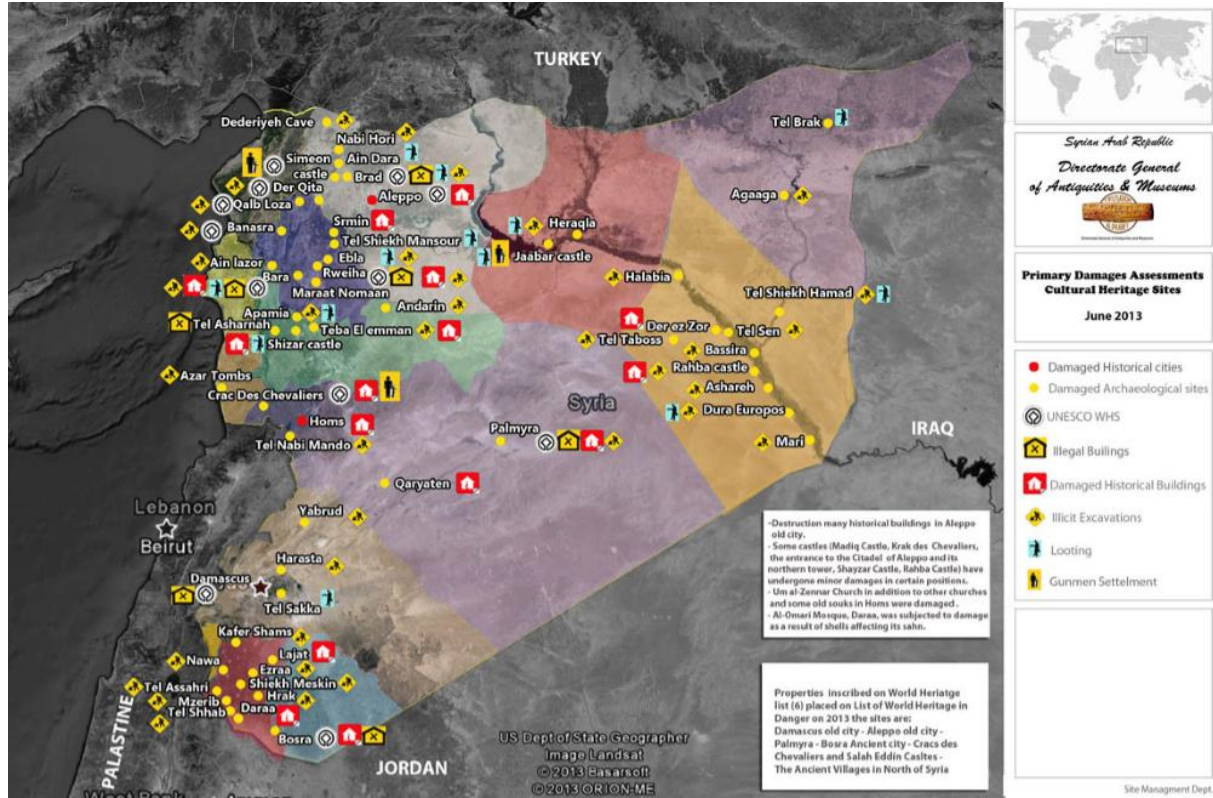 TURKEY
Dederiyeh Cave
Nabi Hori
Tel Brak
Simeon castle
Ain Dara
Brad
Der Qita
Aleppo
Qalb Loza
Agaaga
Banasra
Srmin
Heraqla
Tel Shiekh Mansour
Jaabar castle
Ebla
Ain lazor
Rweiha
Bara
Halabia
Maraat Nomaan
Tel Shiekh Hamad
Andarin
Apamia
Tel Asharnah
Teba El emman
Der ez Zor
Tel Sen
Shizar castle
Tel Taboss
Bassira
Azar Tombs
Rahba castle
Crac Des Chevaliers
Ashareh
Syria
Dura Europos
Homs
Palmyra
IRAQ
Tel Nabi Mando
Mari
Qaryaten
Lebanon
Yabrud
Beirut
Harasta
Damascus
Tel Sakka
Kafer Shams
Lajat
Nawa
Ezraa
Shiekh Meskin
Tel Assahri
Hrak
Mzerib
Tel Shhab
Daraa
PALASTINE
Bosra
JORDAN
US Dept of State Geographer
Image Landsat
© 2013 Basarsoft
© 2013 ORION-ME
-Destruction many historical buildings in Aleppo
old city.
- Some castles (Madiq Castle, Krak des Chevaliers,
the entrance to the Citadel of Aleppo and its
northern tower, Shayzar Castle, Rahba Castle) have
undergone minor damages in certain positions.
- Um al-Zennar Church in addition to other churches
and some old souks in Homs were damaged .
- Al-Omari Mosque, Daraa, was subjected to damage
as a result of shells affecting its sahn.
Properties inscribed on World Heriatge
list (6) placed on List of World Heritage in
Danger on 2013 the sites are:
Damascus old city - Aleppo old city -
Palmyra - Bosra Ancient city - Cracs des
Chevaliers and Salah Eddin Casltes -
The Ancient Villages in North of Syria
Syrian Arab Republic
Directorate General
of Antiquities & Museums
Primary Damages Assessments
Cultural Heritage Sites
June 2013
Damaged Historical cities
Damaged Archaeological sites
UNESCO WHS
Illegal Builings
Damaged Historical Buildings
Illicit Excavations
Looting
Gunmen Settelment
Site Managment Dept.